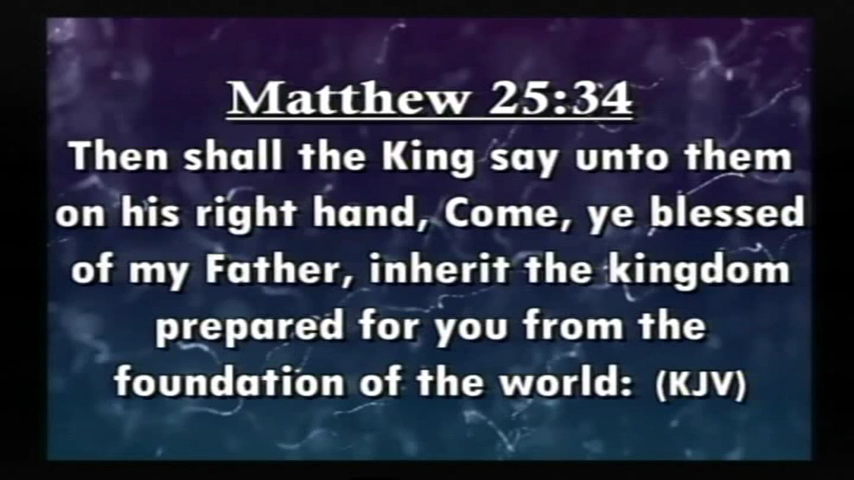 Matthew 25:34
Then shall the King say unto them
on his right hand, Come, ye blessed
of my Father, inherit the kingdom
prepared for you from the
foundation of the world: (KJV)